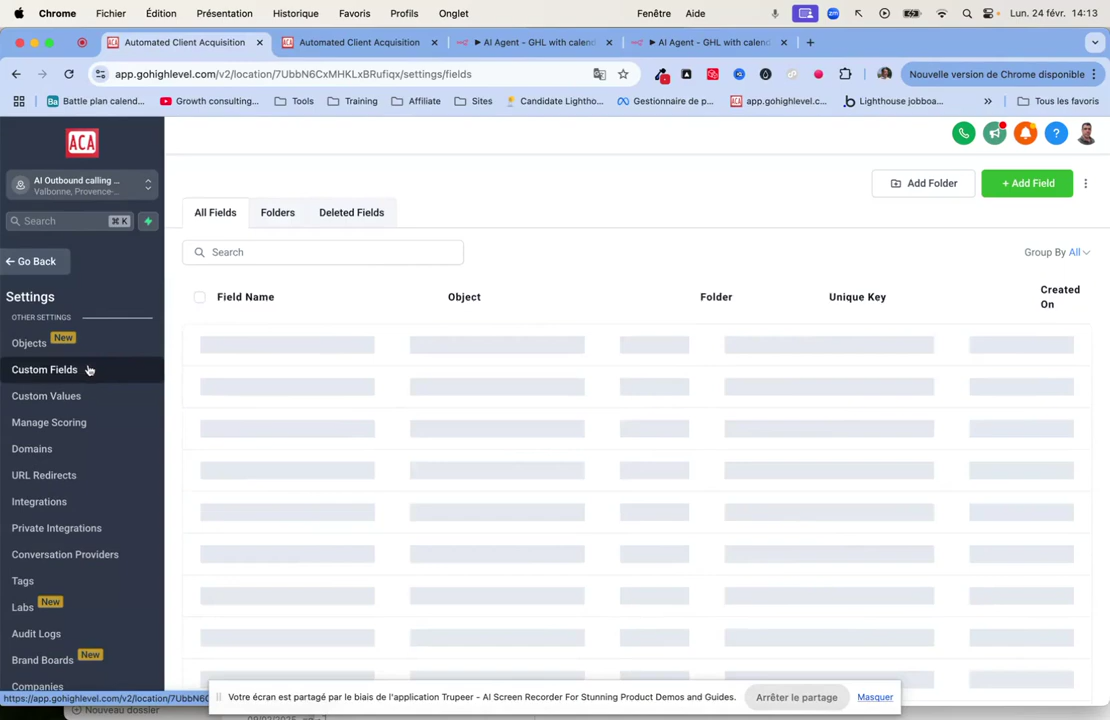 Chrome Fichier Édition Présentation Historique Favoris Profils Onglet Fenêtre Aide zm Lun. 24 févr. 14:13
Automated Client Acquisition Automated Client Acquisition AI Agent - GHL with calend AI Agent - GHL with calend
app.gohighlevel.com/v2/location/7UbbN6CxMHKLxBRufiqx/settings/fields Nouvelle version de Chrome disponible
Battle plan calend... Growth consulting... Tools Training Affiliate Sites Candidate Lightho... Gestionnaire de p... app.gohighlevel.c... Lighthouse jobboa... » Tous les favoris
ACA
AI Outbound calling ...
Valbonne, Provence-...
Search ⌘ K
Go Back
Settings
OTHER SETTINGS
Objects New
Custom Fields
Custom Values
Manage Scoring
Domains
URL Redirects
Integrations
Private Integrations
Conversation Providers
Tags
Labs New
Audit Logs
Brand Boards New
Companies
https://app.gohighlevel.com/v2/location/7UbbN6C
Nouveau dossier
Add Folder + Add Field
All Fields Folders Deleted Fields
Search Group By All
Field Name Object Folder Unique Key Created
On
Votre écran est partagé par le biais de l'application Trupeer - AI Screen Recorder For Stunning Product Demos and Guides. Arrêter le partage Masquer